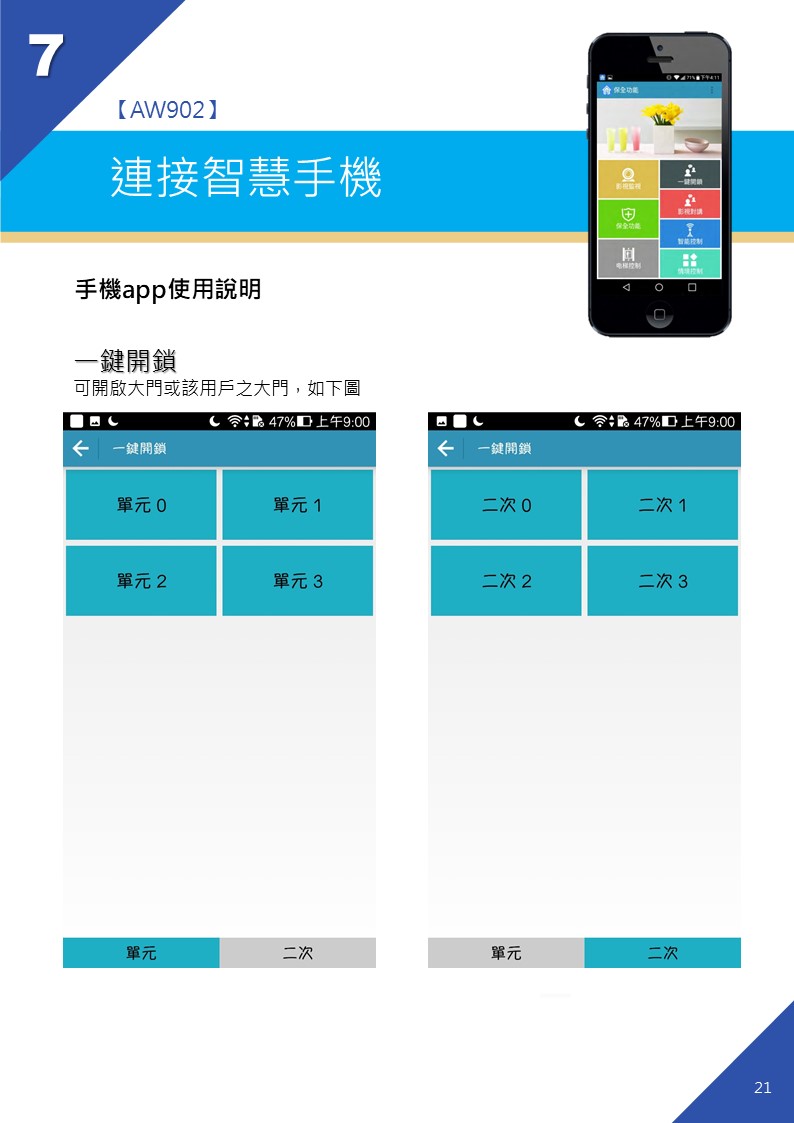 7
【AW902】
連接智慧手機
下午4:11
71%
保全功能
影視監視
一鍵開鎖
影視對講
保全功能
智能控制
电梯控制
情境控制
手機app使用說明
一鍵開鎖
可開啟大門或該用戶之大門，如下圖
47% 上午9:00
一鍵開鎖
單元 0
單元 1
單元 2
單元 3
單元
二次
47% 上午9:00
一鍵開鎖
二次 0
二次 1
二次 2
二次 3
單元
二次
21